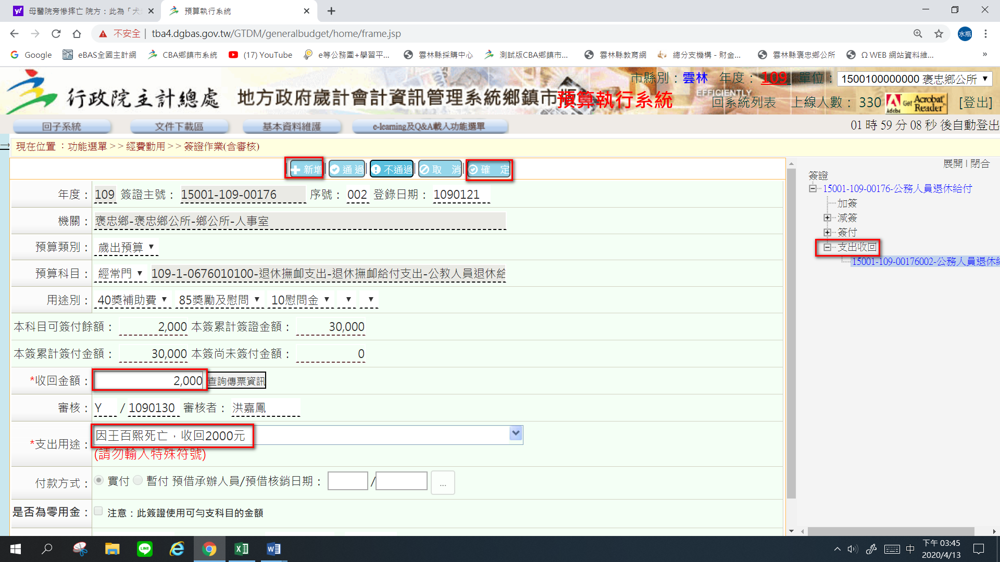 母醫院旁慘摔亡 院方：此為「犬
預算執行系統
不安全 | tba4.dgbas.gov.tw/GTDM/generalbudget/home/frame.jsp
水瓶
Google eBAS全國主計網 CBA鄉鎮市系統 (17) YouTube e等公務園+學習平... 雲林縣採購中心 測試版CBA鄉鎮市... 雲林縣教育網 總分支機構 - 財金... 雲林縣褒忠鄉公所 Ω WEB 網站資料維... »
市縣別：雲林 年度：109 單位：1500100000000 褒忠鄉公所
行政院主計總處 地方政府歲計會計資訊管理系統鄉鎮市 預算執行系統
EFFICIENTLY
回系統列表 上線人數：330 Adobe Get Acrobat Reader [登出]
回子系統 文件下載區 基本資料維護 e-learning及Q&A載入功能選單
01 時 59 分 08 秒 後自動登出
現在位置：功能選單>>經費動用>>簽證作業(含審核)
新增 | 通過 | 不通過 | 取 消 | 確 定
年度：109 簽證主號：15001-109-00176 序號：002 登錄日期：1090121
機關：褒忠鄉-褒忠鄉公所-鄉公所-人事室
預算類別：歲出預算
預算科目：經常門 109-1-0676010100-退休撫卹支出-退休撫卹給付支出-公教人員退休給
用途別：40獎補助費 85獎勵及慰問 10慰問金
本科目可簽付餘額：2,000 本簽累計簽證金額：30,000
本簽累計簽付金額：30,000 本簽尚未簽付金額：0
*收回金額：2,000 查詢傳票資訊
審核：Y / 1090130 審核者：洪嘉鳳
*支出用途：因王百熙死亡，收回2000元
(請勿輸入特殊符號)
付款方式：實付 暫付 預借承辦人員/預借核銷日期： / ...
是否為零用金：注意：此簽證使用可勻支科目的金額
展開 | 閉合
簽證
15001-109-00176-公務人員退休給付
加簽
減簽
簽付
支出收回
15001-109-00176002-公務人員退休
LINE
中
下午 03:45
2020/4/13